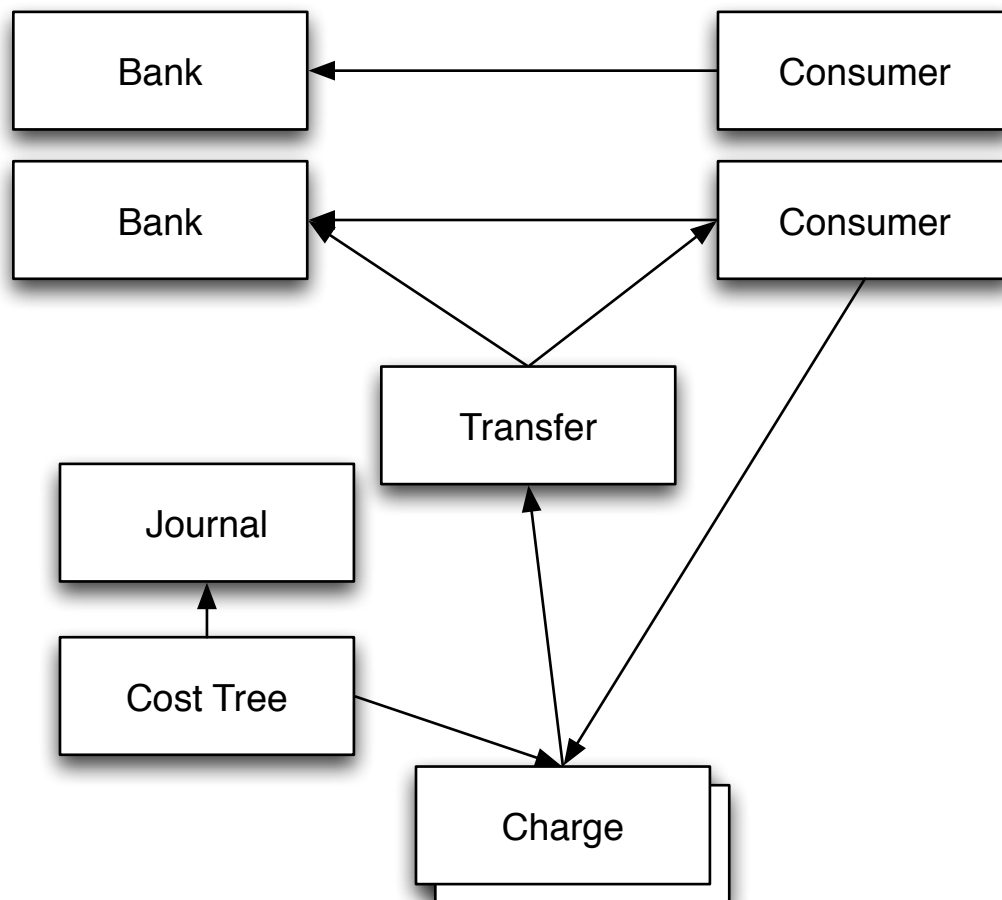 Bank
Consumer
Bank
Consumer
Transfer
Journal
Cost Tree
Charge